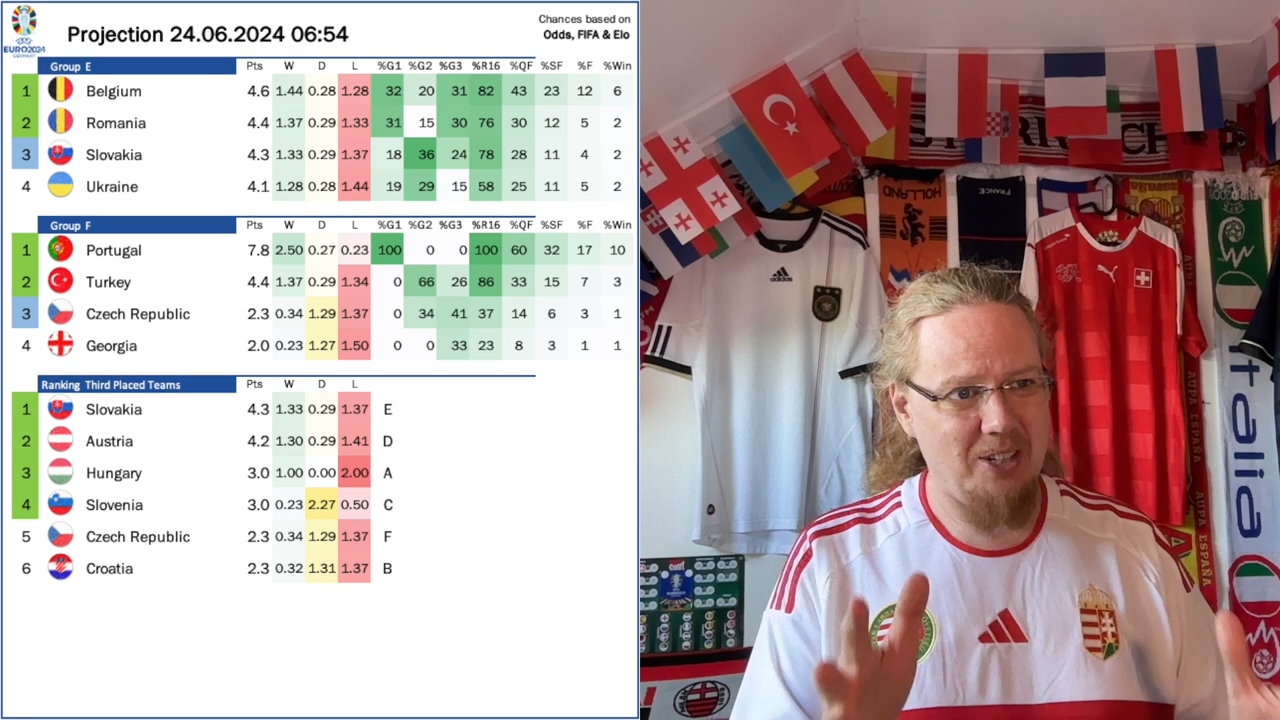 EURO2024
GERMANY
Projection 24.06.2024 06:54
Chances based on
Odds, FIFA & Elo
Group E Pts W D L %G1 %G2 %G3 %R16 %QF %SF %F %Win
1 Belgium 4.6 1.44 0.28 1.28 32 20 31 82 43 23 12 6
2 Romania 4.4 1.37 0.29 1.33 31 15 30 76 30 12 5 2
3 Slovakia 4.3 1.33 0.29 1.37 18 36 24 78 28 11 4 2
4 Ukraine 4.1 1.28 0.28 1.44 19 29 15 58 25 11 5 2
Group F Pts W D L %G1 %G2 %G3 %R16 %QF %SF %F %Win
1 Portugal 7.8 2.50 0.27 0.23 100 0 0 100 60 32 17 10
2 Turkey 4.4 1.37 0.29 1.34 0 66 26 86 33 15 7 3
3 Czech Republic 2.3 0.34 1.29 1.37 0 34 41 37 14 6 3 1
4 Georgia 2.0 0.23 1.27 1.50 0 0 33 23 8 3 1 1
Ranking Third Placed Teams Pts W D L
1 Slovakia 4.3 1.33 0.29 1.37 E
2 Austria 4.2 1.30 0.29 1.41 D
3 Hungary 3.0 1.00 0.00 2.00 A
4 Slovenia 3.0 0.23 2.27 0.50 C
5 Czech Republic 2.3 0.34 1.29 1.37 F
6 Croatia 2.3 0.32 1.31 1.37 B
HOLLAND
FRANCE
adidas
PUMA
AUPA ESPAÑA
Italia
MILAN